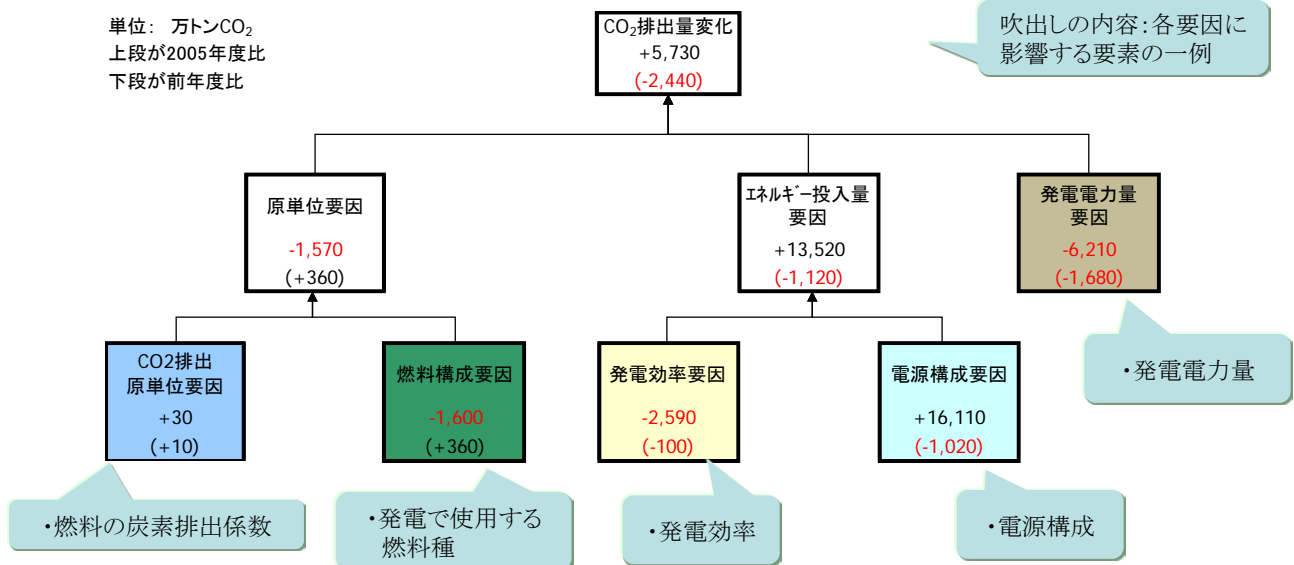 単位: 万トンCO₂
上段が2005年度比
下段が前年度比
CO₂排出量変化
+5,730
(-2,440)
吹出しの内容:各要因に
影響する要素の一例
原単位要因
-1,570
(+360)
エネルギー投入量
要因
+13,520
(-1,120)
発電電力量
要因
-6,210
(-1,680)
CO2排出
原単位要因
+30
(+10)
燃料構成要因
-1,600
(+360)
発電効率要因
-2,590
(-100)
電源構成要因
+16,110
(-1,020)
・発電電力量
・燃料の炭素排出係数
・発電で使用する
燃料種
・発電効率
・電源構成